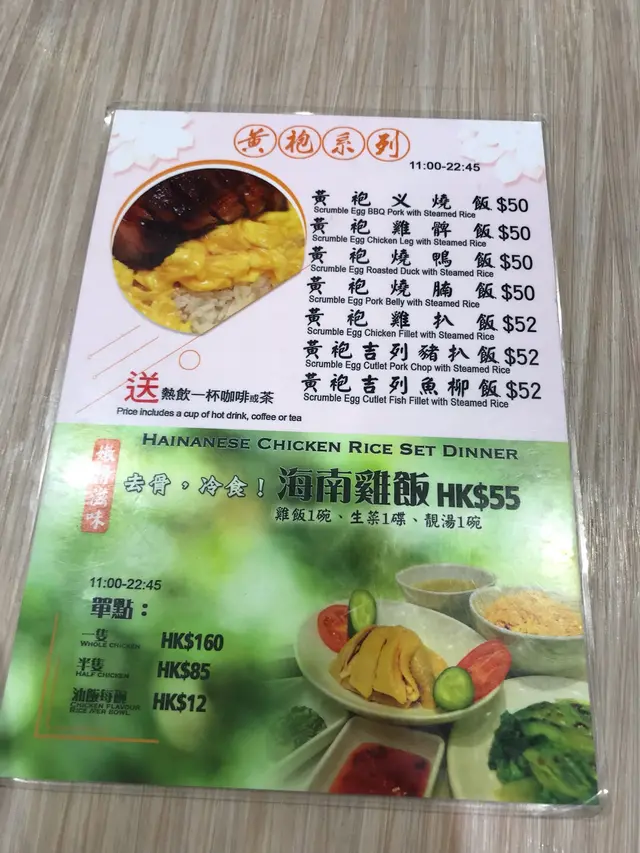 黃袍系列
11:00-22:45
黃袍义燒飯 $50
Scrumble Egg BBQ Pork with Steamed Rice
黃袍雞髀飯 $50
Scrumble Egg Chicken Leg with Steamed Rice
黃袍燒鴨飯 $50
Scrumble Egg Roasted Duck with Steamed Rice
黃袍燒腩飯 $50
Scrumble Egg Pork Belly with Steamed Rice
黃袍雞扒飯 $52
Scrumble Egg Chicken Fillet with Steamed Rice
黃袍吉列豬扒飯 $52
Scrumble Egg Cutlet Pork Chop with Steamed Rice
黃袍吉列魚柳飯 $52
Scrumble Egg Cutlet Fish Fillet with Steamed Rice
送熱飲一杯咖啡或茶
Price includes a cup of hot drink, coffee or tea
HAINANESE CHICKEN RICE SET DINNER
嫩滑滋味
去骨，冷食！海南雞飯 HK$55
雞飯1碗、生菜1碟、靚湯1碗
11:00-22:45
單點：
一隻 HK$160
WHOLE CHICKEN
半隻 HK$85
HALF CHICKEN
HK$12
CHICKEN FLAVOUR
RICE PER BOWL